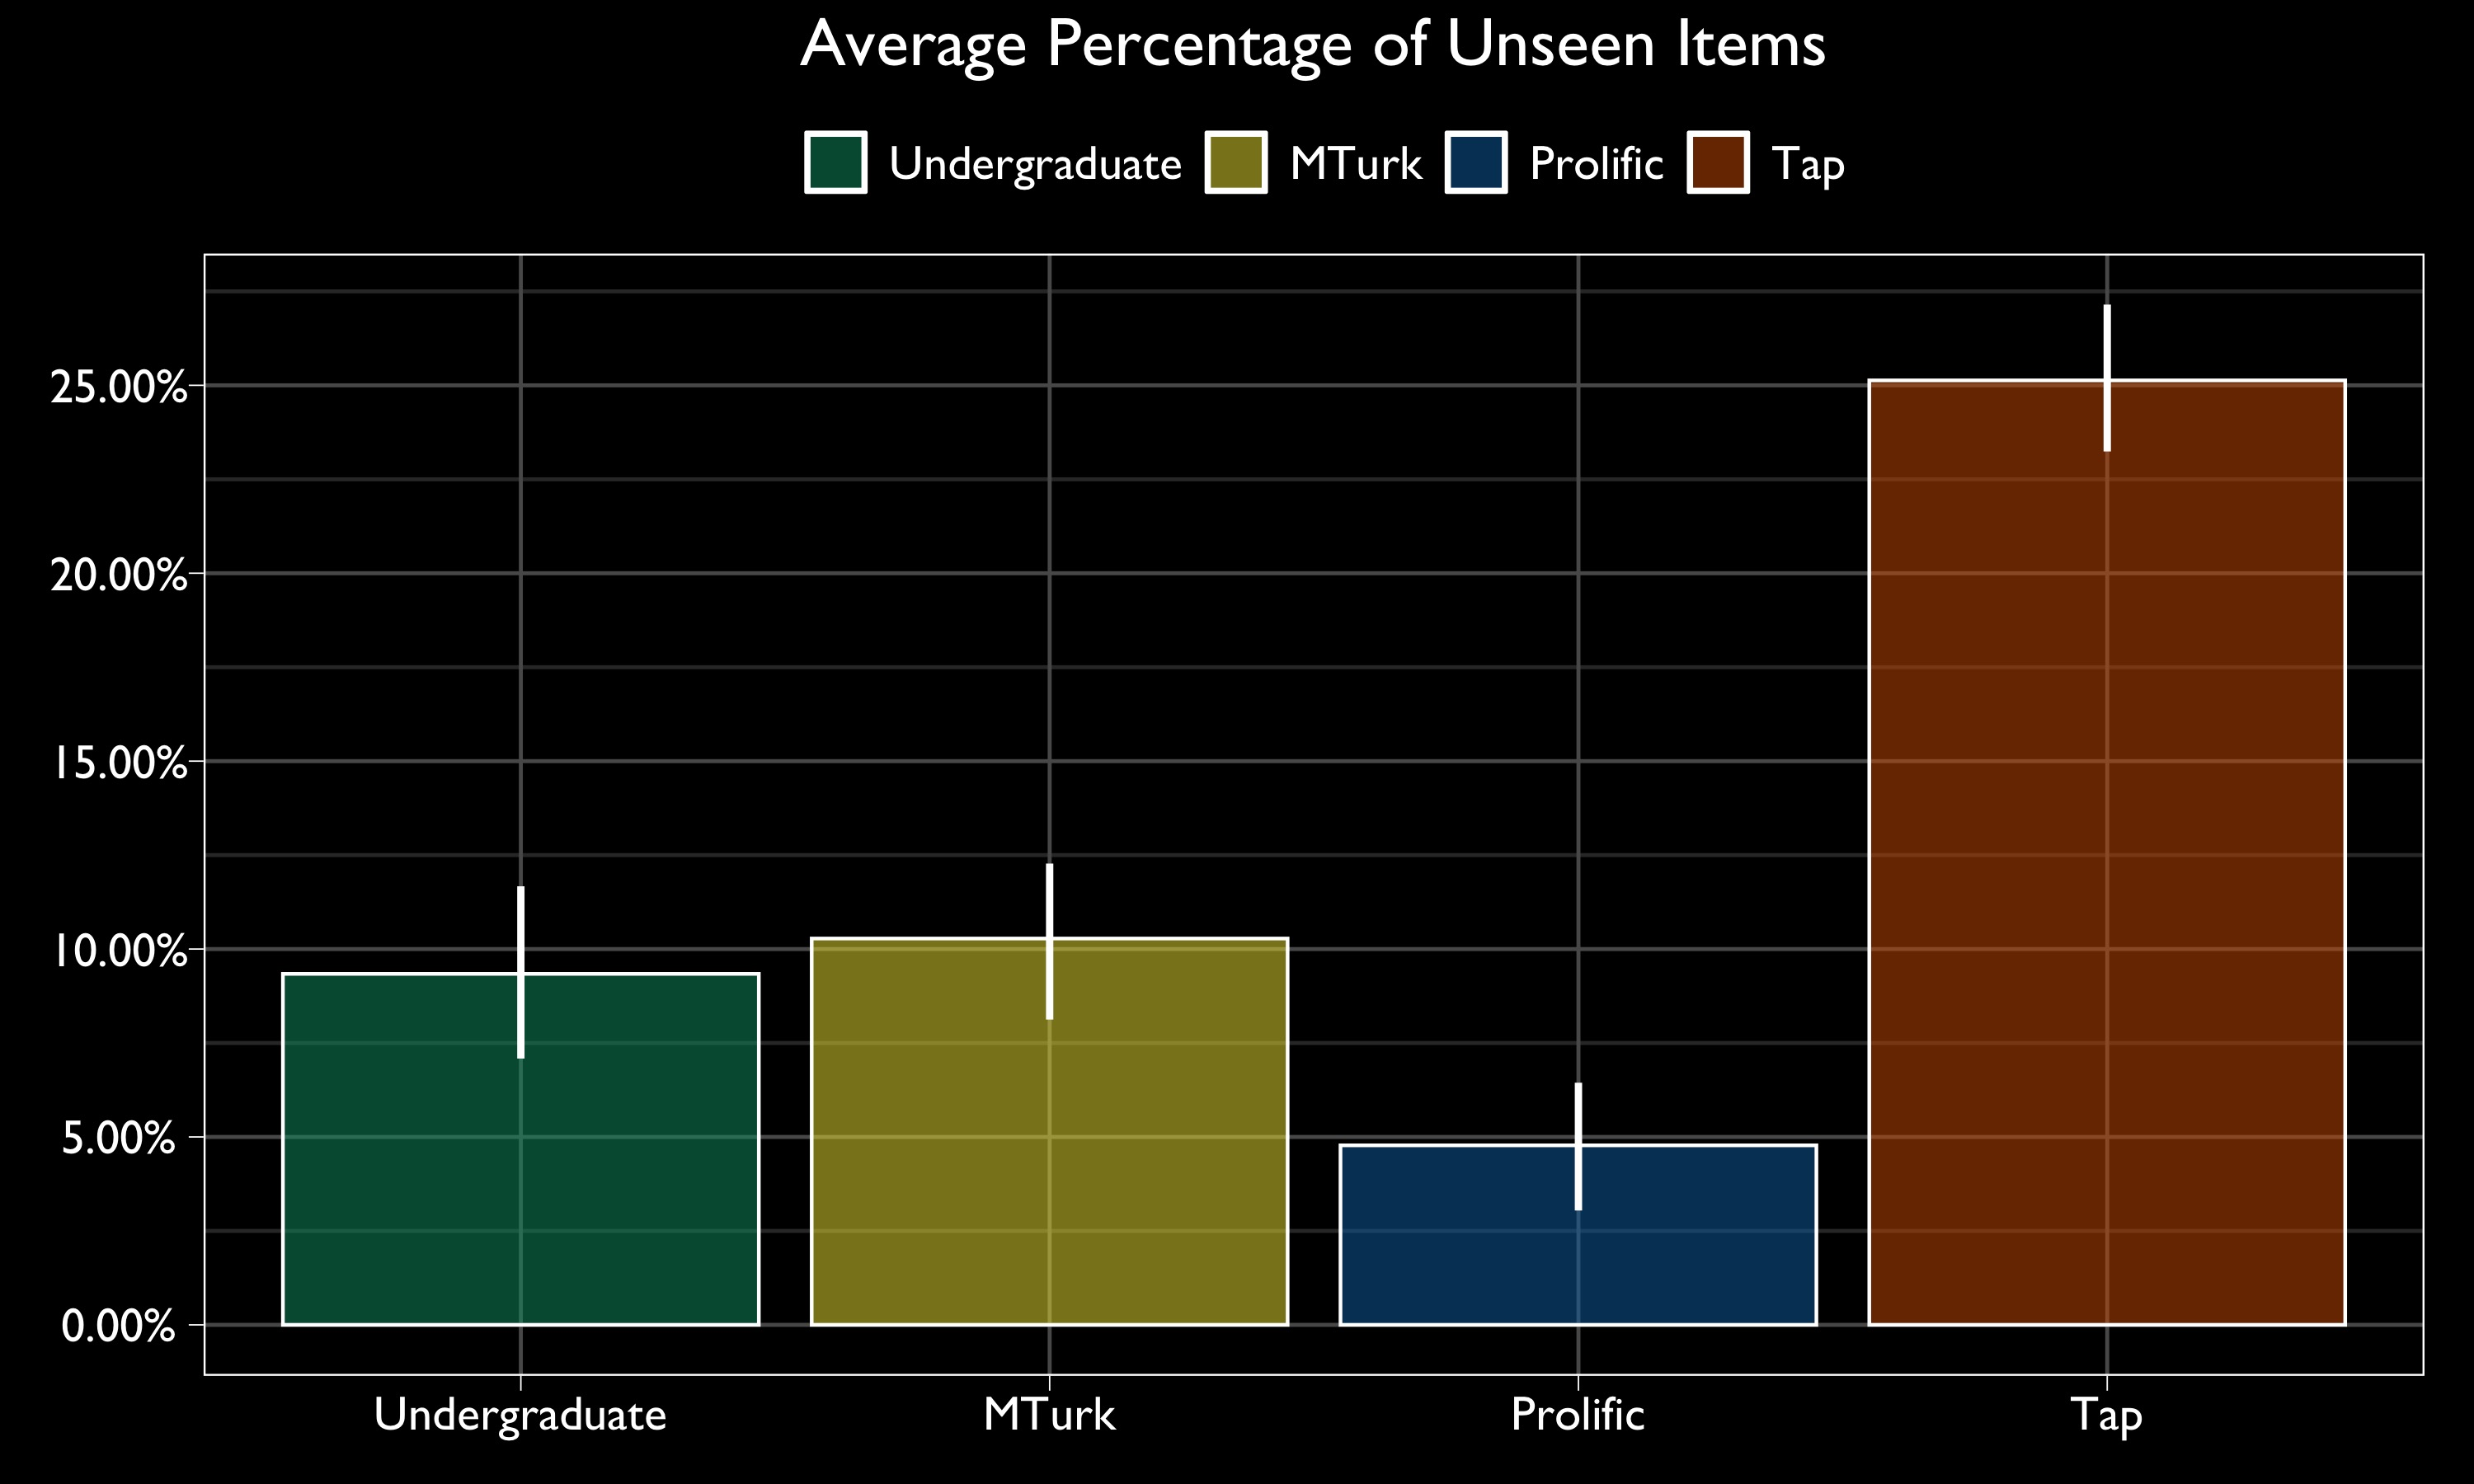 Average Percentage of Unseen Items
Undergraduate MTurk Prolific Tap
25.00%
20.00%
15.00%
10.00%
5.00%
0.00%
Undergraduate MTurk Prolific Tap